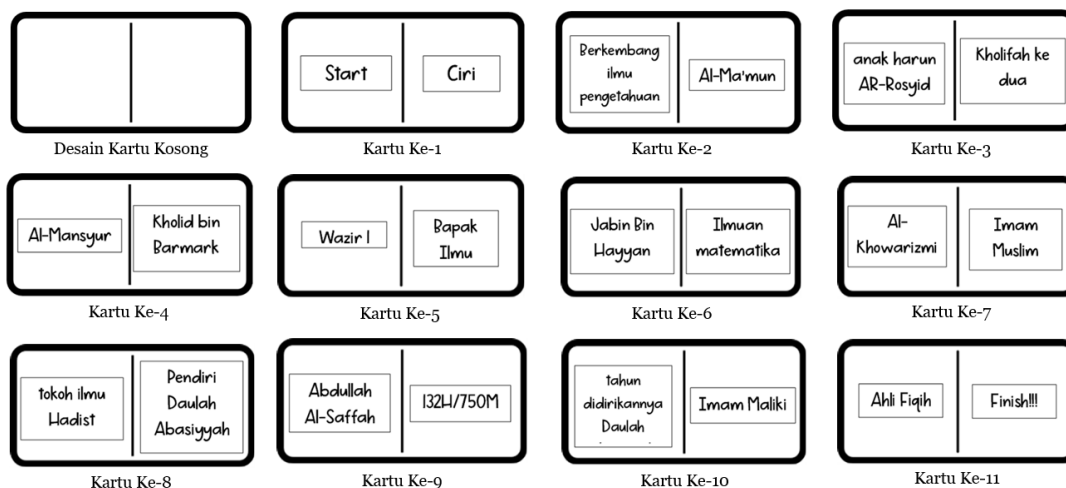 Desain Kartu Kosong
Start
Ciri
Kartu Ke-1
Berkembang
ilmu
pengetahuan
Al-Ma'mun
Kartu Ke-2
anak harun
AR-Rosyid
Kholifah ke
dua
Kartu Ke-3
Al-Mansyur
Kholid bin
Barmark
Kartu Ke-4
Wazir I
Bapak
Ilmu
Kartu Ke-5
Jabin Bin
Hayyan
Ilmuan
matematika
Kartu Ke-6
Al-
Khowarizmi
Imam
Muslim
Kartu Ke-7
tokoh ilmu
Hadist
Pendiri
Daulah
Abasiyyah
Kartu Ke-8
Abdullah
Al-Saffah
132H/750M
Kartu Ke-9
tahun
didirikannya
Daulah
Imam Maliki
Kartu Ke-10
Ahli Fiqih
Finish!!!
Kartu Ke-11